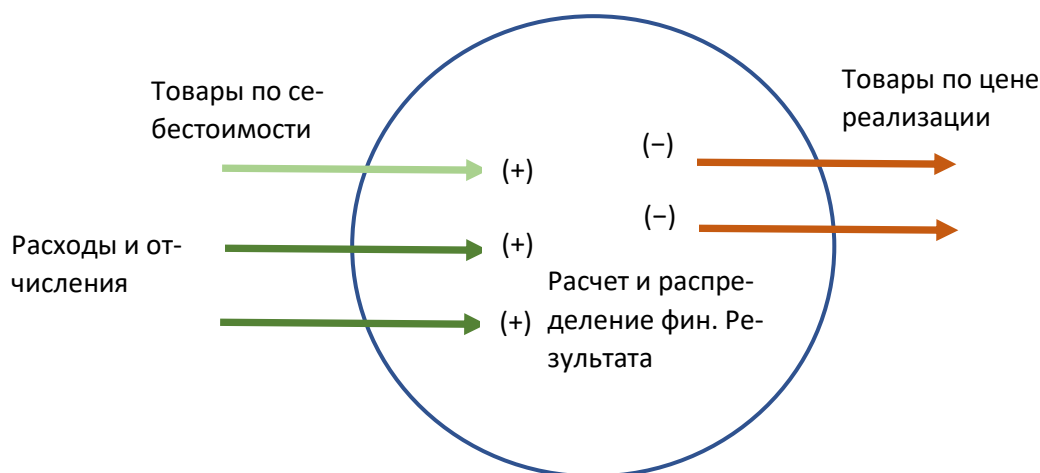 Товары по се-
бестоимости
Товары по цене
реализации
(+)
(−)
(−)
Расходы и от-
числения
(+)
(+)
Расчет и распре-
деление фин. Ре-
зультата